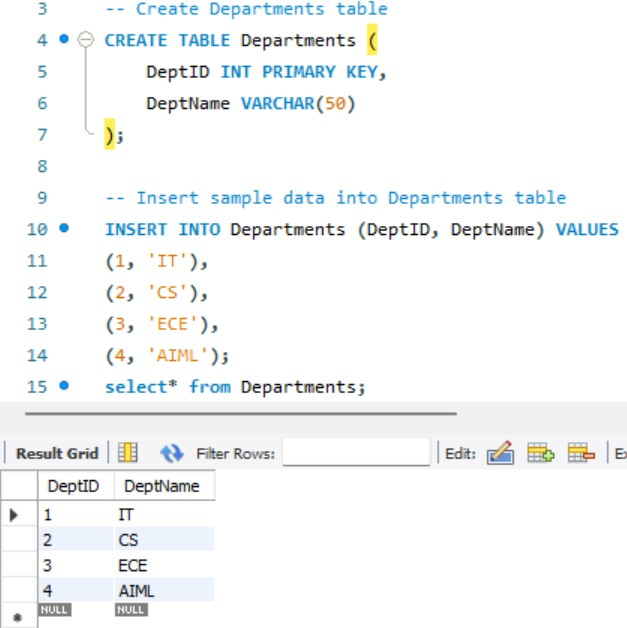 3 -- Create Departments table
4 CREATE TABLE Departments (
5 DeptID INT PRIMARY KEY,
6 DeptName VARCHAR(50)
7 );
8
9 -- Insert sample data into Departments table
10 INSERT INTO Departments (DeptID, DeptName) VALUES
11 (1, 'IT'),
12 (2, 'CS'),
13 (3, 'ECE'),
14 (4, 'AIML');
15 select* from Departments;
Result Grid Filter Rows: Edit: Ex
DeptID DeptName
1 IT
2 CS
3 ECE
4 AIML
NULL NULL